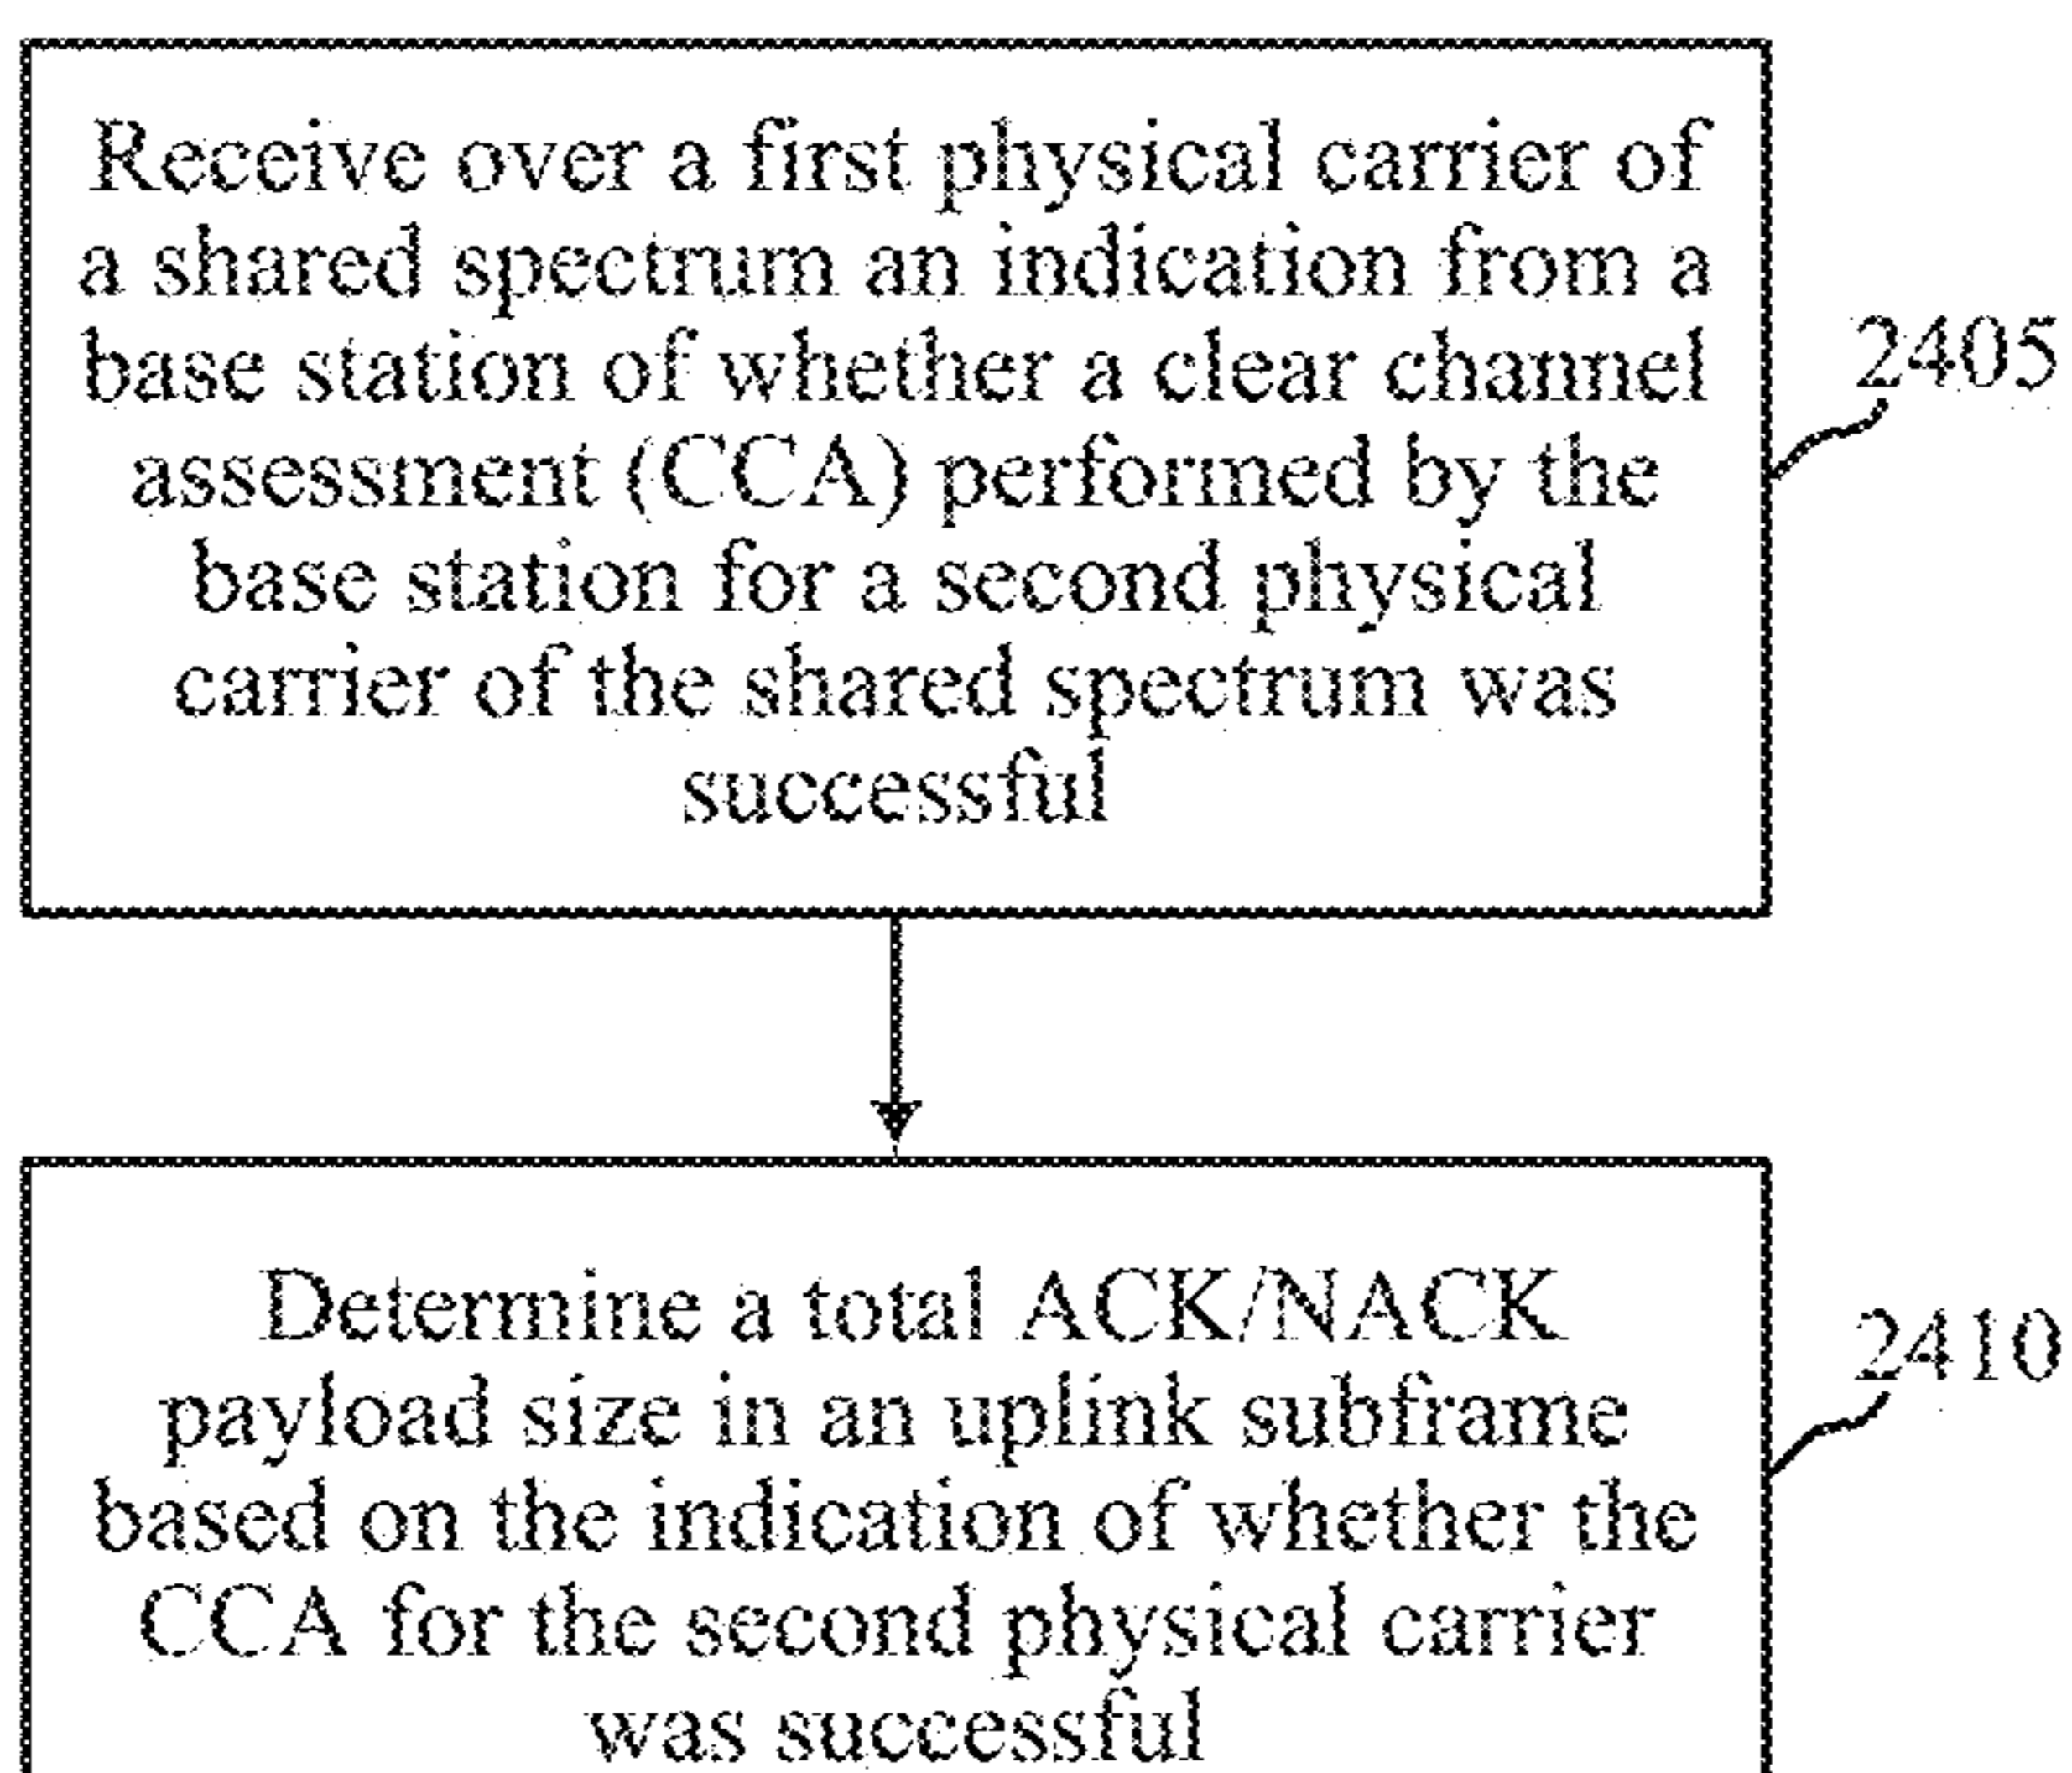 Receive over a first physical carrier of
a shared spectrum an indication from a
base station of whether a clear channel
assessment (CCA) performed by the
base station for a second physical
carrier of the shared spectrum was
successful
2405
Determine a total ACK/NACK
payload size in an uplink subframe
based on the indication of whether the
CCA for the second physical carrier
was successful
2410